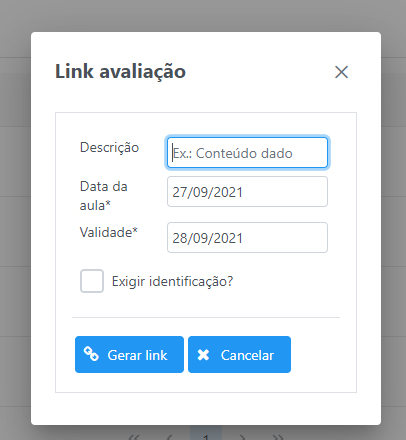 Link avaliação
Descrição
Ex.: Conteúdo dado
Data da
aula*
27/09/2021
Validade*
28/09/2021
Exigir identificação?
Gerar link
Cancelar
1